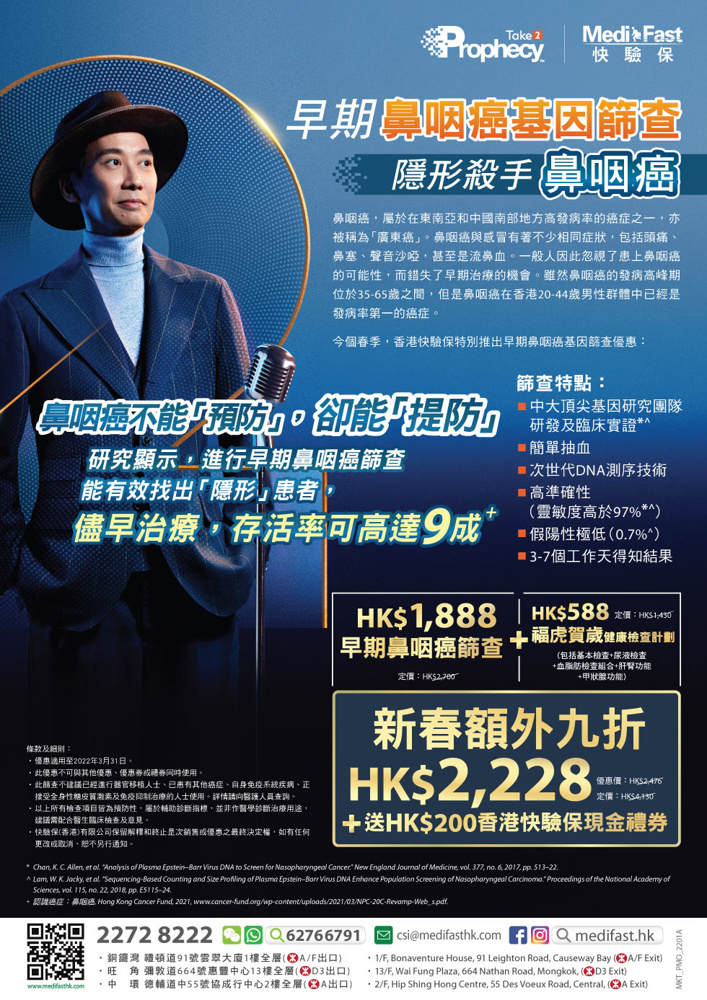 Take2
Prophecy
MediFast
快驗保
早期鼻咽癌基因篩查
隱形殺手 鼻咽癌
鼻咽癌，屬於在東南亞和中國南部地方高發病率的癌症之一，亦
被稱為「廣東癌」。鼻咽癌與感冒有著不少相同症狀，包括頭痛、
鼻塞、聲音沙啞，甚至是流鼻血。一般人因此忽視了患上鼻咽癌
的可能性，而錯失了早期治療的機會。雖然鼻咽癌的發病高峰期
位於35-65歲之間，但是鼻咽癌在香港20-44歲男性群體中已經是
發病率第一的癌症。
今個春季，香港快驗保特別推出早期鼻咽癌基因篩查優惠：
鼻咽癌不能「預防」，卻能「提防」
研究顯示，進行早期鼻咽癌篩查
能有效找出「隱形」患者，
儘早治療，存活率可高達9成+
篩查特點：
■ 中大頂尖基因研究團隊
研發及臨床實證*^
■ 簡單抽血
■ 次世代DNA測序技術
■ 高準確性
（靈敏度高於97%*^）
■ 假陽性極低（0.7%^）
■ 3-7個工作天得知結果
HK$1,888
早期鼻咽癌篩查
定價：HK$2,700
+
HK$588 定價：HK$1,430
福虎賀歲健康檢查計劃
（包括基本檢查+尿液檢查
+血脂肪檢查組合+肝腎功能
+甲狀腺功能）
新春額外九折
HK$2,228
優惠價：HK$2,476
定價：HK$4,130
+送HK$200香港快驗保現金禮券
條款及細則：
・優惠適用至2022年3月31日。
・此優惠不可與其他優惠、優惠券或禮券同時使用。
・此篩查不建議已經進行器官移植人士、已患有其他癌症、自身免疫系統疾病、正
接受全身性糖皮質激素及免疫抑制治療的人士使用。詳情請向醫護人員查詢。
・以上所有檢查項目皆為預防性，屬於輔助診斷指標，並非作醫學診斷治療用途，
建議需配合醫生臨床檢查及意見。
・快驗保(香港)有限公司保留解釋和終止是次銷售或優惠之最終決定權，如有任何
更改或取消，恕不另行通知。
* Chan, K. C. Allen, et al. "Analysis of Plasma Epstein–Barr Virus DNA to Screen for Nasopharyngeal Cancer." New England Journal of Medicine, vol. 377, no. 6, 2017, pp. 513–22.
^ Lam, W. K. Jacky, et al. "Sequencing-Based Counting and Size Profiling of Plasma Epstein–Barr Virus DNA Enhance Population Screening of Nasopharyngeal Carcinoma." Proceedings of the National Academy of
Sciences, vol. 115, no. 22, 2018, pp. E5115–24.
+ 認識癌症：鼻咽癌. Hong Kong Cancer Fund, 2021, www.cancer-fund.org/wp-content/uploads/2021/03/NPC-20C-Revamp-Web_s.pdf.
www.medifasthk.com
2272 8222 62766791 csi@medifasthk.com medifast.hk
・銅鑼灣 禮頓道91號雲翠大廈1樓全層(A/F出口)
・旺　角 彌敦道664號惠豐中心13樓全層(D3出口)
・中　環 德輔道中55號協成行中心2樓全層(A出口)
・1/F, Bonaventure House, 91 Leighton Road, Causeway Bay (A/F Exit)
・13/F, Wai Fung Plaza, 664 Nathan Road, Mongkok, (D3 Exit)
・2/F, Hip Shing Hong Centre, 55 Des Voeux Road, Central, (A Exit)
MKT_PMO_2201A